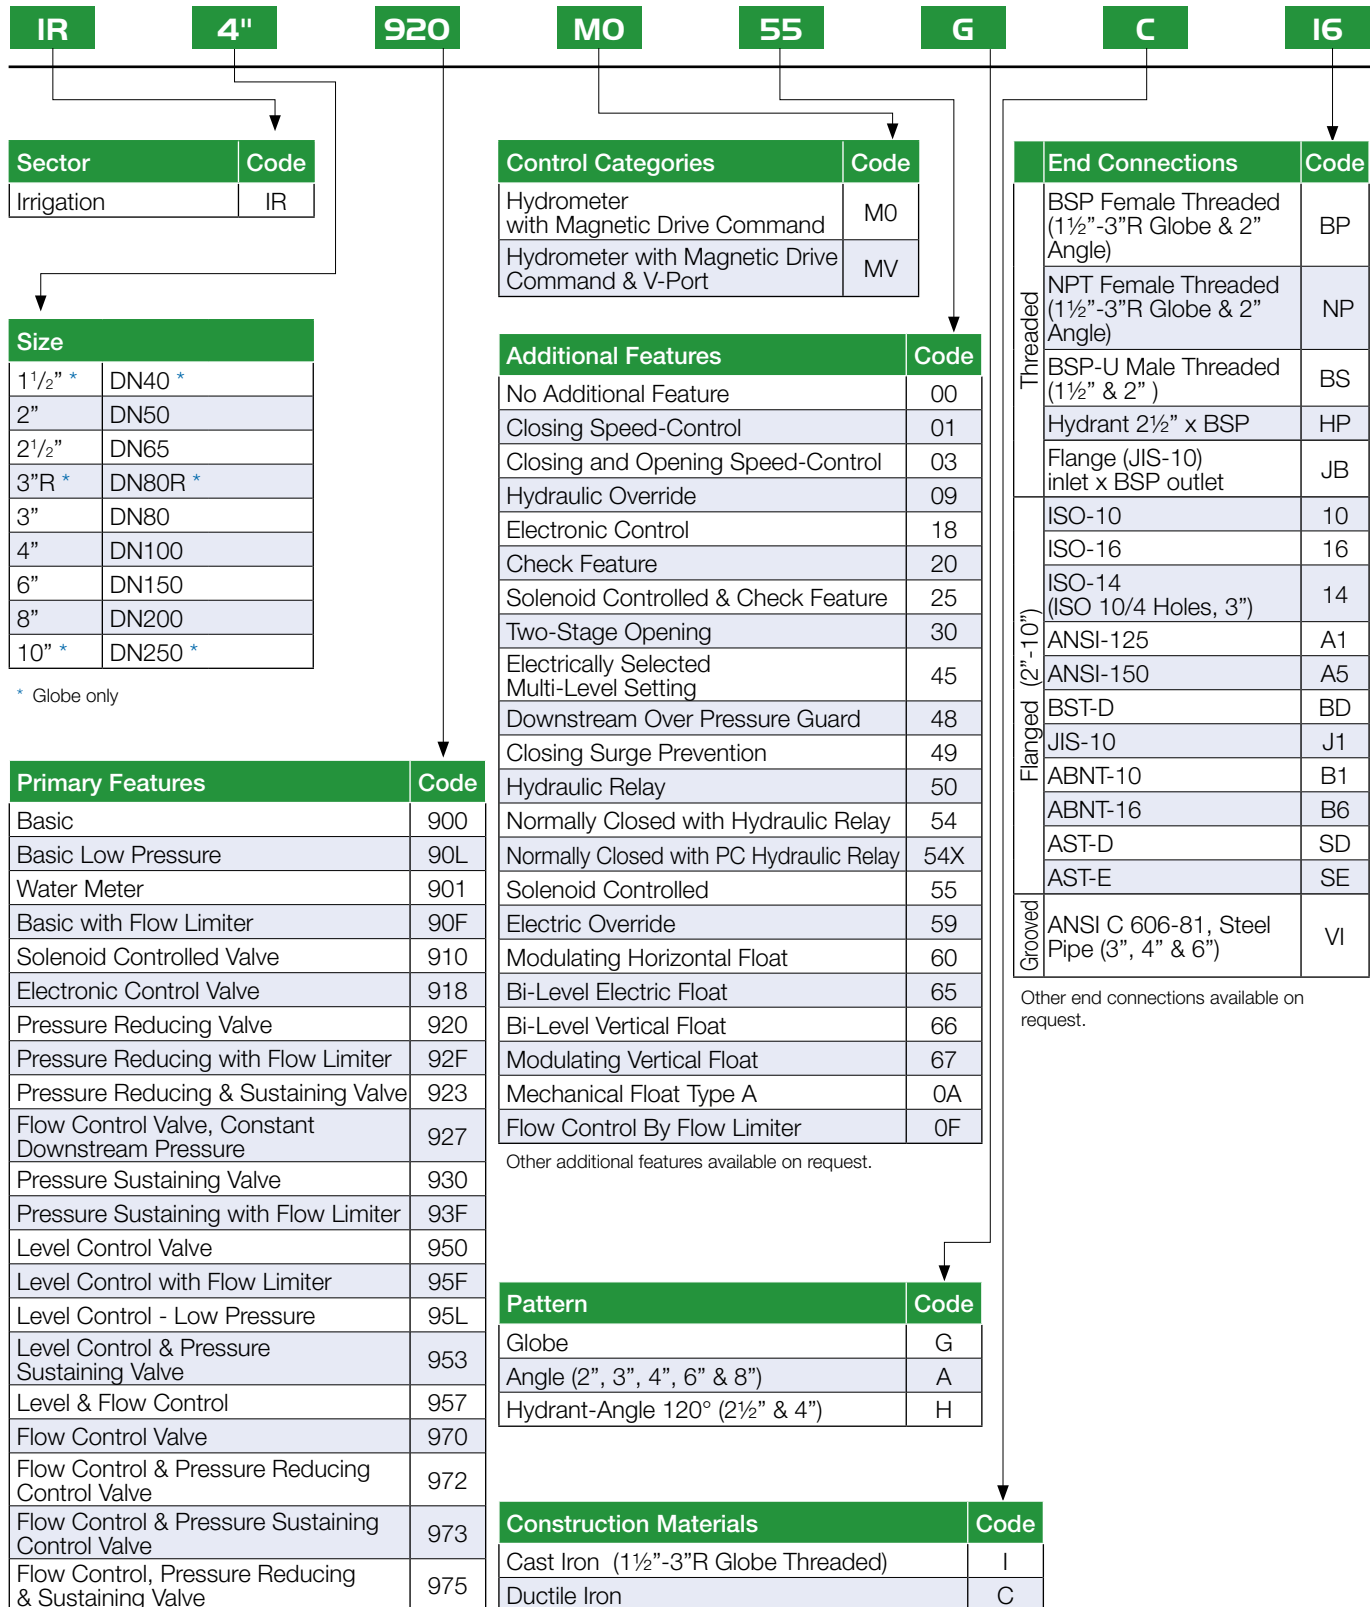 IR 4" 920 M0 55 G C 16
Sector Code
Irrigation IR
Size
1½” * DN40 *
2” DN50
2½” DN65
3”R * DN80R *
3” DN80
4” DN100
6” DN150
8” DN200
10” * DN250 *
* Globe only
Primary Features Code
Basic 900
Basic Low Pressure 90L
Water Meter 901
Basic with Flow Limiter 90F
Solenoid Controlled Valve 910
Electronic Control Valve 918
Pressure Reducing Valve 920
Pressure Reducing with Flow Limiter 92F
Pressure Reducing & Sustaining Valve 923
Flow Control Valve, Constant
Downstream Pressure 927
Pressure Sustaining Valve 930
Pressure Sustaining with Flow Limiter 93F
Level Control Valve 950
Level Control with Flow Limiter 95F
Level Control - Low Pressure 95L
Level Control & Pressure
Sustaining Valve 953
Level & Flow Control 957
Flow Control Valve 970
Flow Control & Pressure Reducing
Control Valve 972
Flow Control & Pressure Sustaining
Control Valve 973
Flow Control, Pressure Reducing
& Sustaining Valve 975
Control Categories Code
Hydrometer
with Magnetic Drive Command M0
Hydrometer with Magnetic Drive
Command & V-Port MV
Additional Features Code
No Additional Feature 00
Closing Speed-Control 01
Closing and Opening Speed-Control 03
Hydraulic Override 09
Electronic Control 18
Check Feature 20
Solenoid Controlled & Check Feature 25
Two-Stage Opening 30
Electrically Selected
Multi-Level Setting 45
Downstream Over Pressure Guard 48
Closing Surge Prevention 49
Hydraulic Relay 50
Normally Closed with Hydraulic Relay 54
Normally Closed with PC Hydraulic Relay 54X
Solenoid Controlled 55
Electric Override 59
Modulating Horizontal Float 60
Bi-Level Electric Float 65
Bi-Level Vertical Float 66
Modulating Vertical Float 67
Mechanical Float Type A 0A
Flow Control By Flow Limiter 0F
Other additional features available on request.
Pattern Code
Globe G
Angle (2”, 3”, 4”, 6” & 8”) A
Hydrant-Angle 120° (2½” & 4”) H
Construction Materials Code
Cast Iron (1½”-3”R Globe Threaded) I
Ductile Iron C
End Connections Code
Threaded
BSP Female Threaded
(1½”-3”R Globe & 2”
Angle) BP
NPT Female Threaded
(1½”-3”R Globe & 2”
Angle) NP
BSP-U Male Threaded
(1½” & 2” ) BS
Hydrant 2½” x BSP HP
Flange (JIS-10)
inlet x BSP outlet JB
Flanged (2”-10”)
ISO-10 10
ISO-16 16
ISO-14
(ISO 10/4 Holes, 3”) 14
ANSI-125 A1
ANSI-150 A5
BST-D BD
JIS-10 J1
ABNT-10 B1
ABNT-16 B6
AST-D SD
AST-E SE
Grooved
ANSI C 606-81, Steel
Pipe (3”, 4” & 6”) VI
Other end connections available on
request.